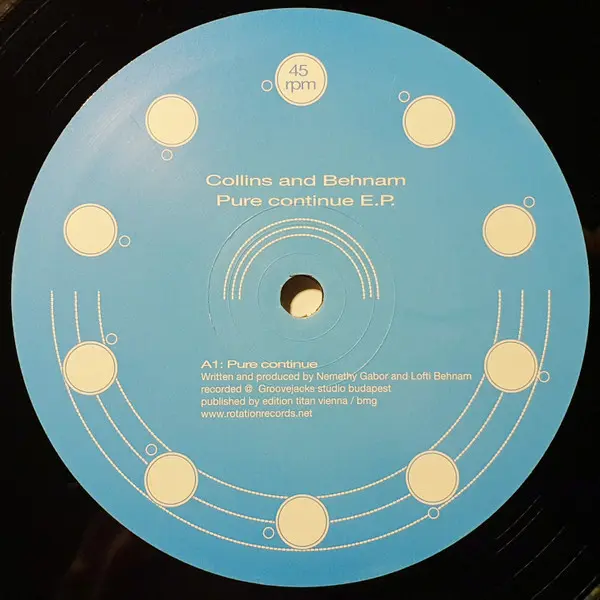 45
rpm
Collins and Behnam
Pure continue E.P.
A1: Pure continue
Written and produced by Nemethy Gabor and Lofti Behnam
recorded @ Groovejacks studio budapest
published by edition titan vienna / bmg
www.rotationrecords.net